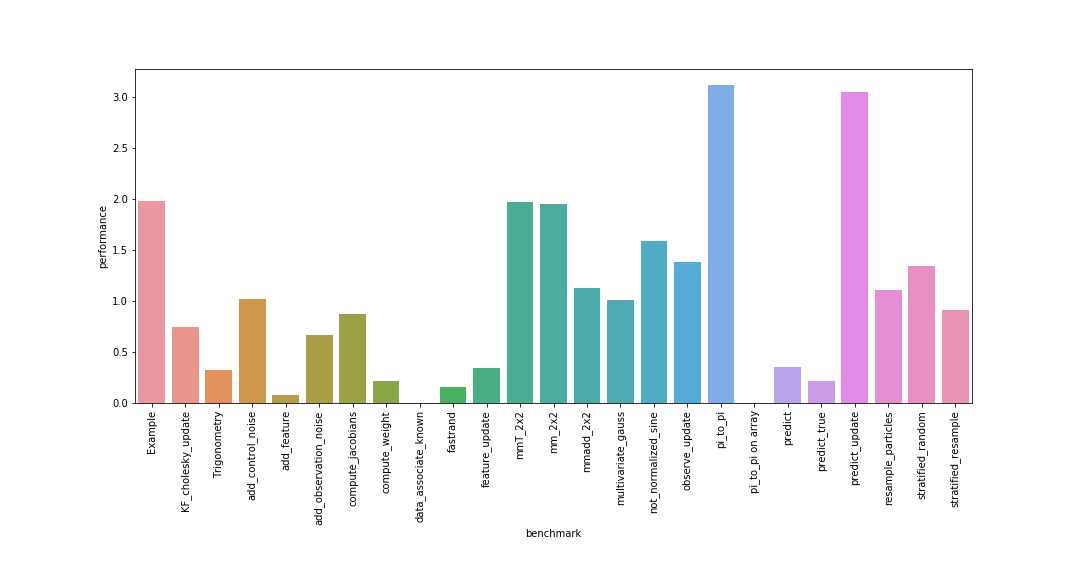 performance
3.0
2.5
2.0
1.5
1.0
0.5
0.0
Example
KF_cholesky_update
Trigonometry
add_control_noise
add_feature
add_observation_noise
compute_jacobians
compute_weight
data_associate_known
fastrand
feature_update
mmT_2x2
mm_2x2
mmadd_2x2
multivariate_gauss
not_normalized_sine
observe_update
pi_to_pi
pi_to_pi on array
predict
predict_true
predict_update
resample_particles
stratified_random
stratified_resample
benchmark